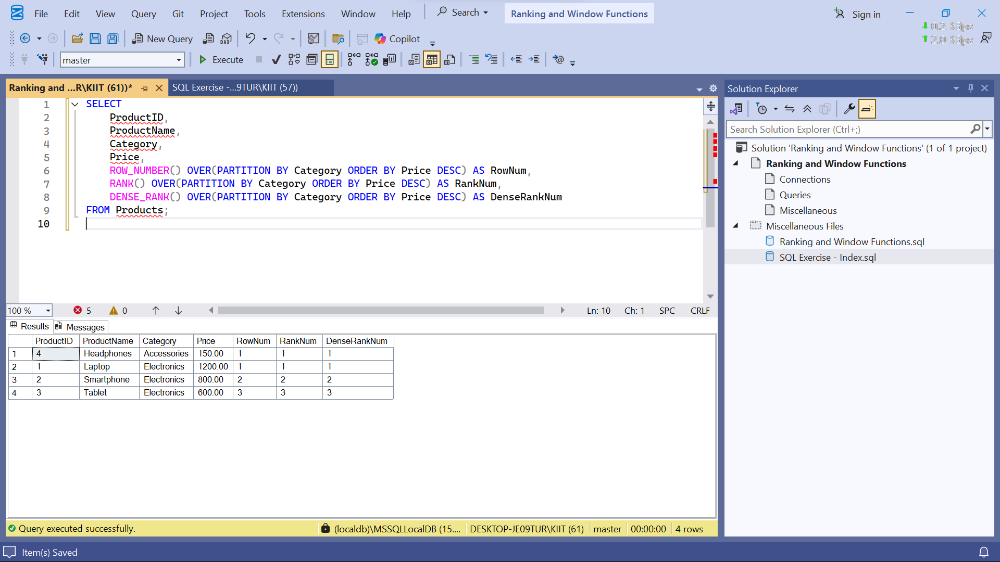 File Edit View Query Git Project Tools Extensions Window Help Search Ranking and Window Functions Sign in
New Query DAX Copilot
master Execute
Ranking and ...R\KIIT (61))* SQL Exercise -...9TUR\KIIT (57))
1 SELECT
2 ProductID,
3 ProductName,
4 Category,
5 Price,
6 ROW_NUMBER() OVER(PARTITION BY Category ORDER BY Price DESC) AS RowNum,
7 RANK() OVER(PARTITION BY Category ORDER BY Price DESC) AS RankNum,
8 DENSE_RANK() OVER(PARTITION BY Category ORDER BY Price DESC) AS DenseRankNum
9 FROM Products;
10
100 % 5 0 Ln: 10 Ch: 1 SPC CRLF
Results Messages
ProductID ProductName Category Price RowNum RankNum DenseRankNum
1 4 Headphones Accessories 150.00 1 1 1
2 1 Laptop Electronics 1200.00 1 1 1
3 2 Smartphone Electronics 800.00 2 2 2
4 3 Tablet Electronics 600.00 3 3 3
Query executed successfully. (localdb)\MSSQLLocalDB (15.... DESKTOP-JE09TUR\KIIT (61) master 00:00:00 4 rows
Item(s) Saved
Solution Explorer
Search Solution Explorer (Ctrl+;)
Solution 'Ranking and Window Functions' (1 of 1 project)
Ranking and Window Functions
Connections
Queries
Miscellaneous
Miscellaneous Files
Ranking and Window Functions.sql
SQL Exercise - Index.sql